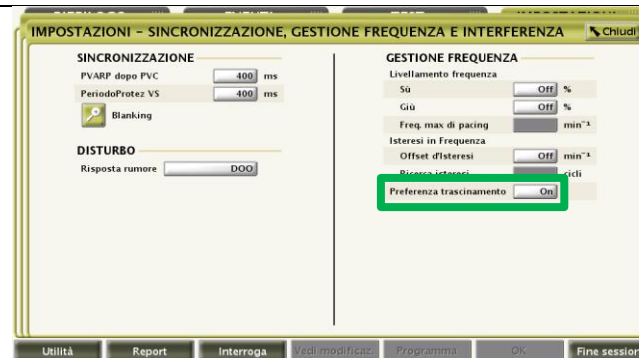 IMPOSTAZIONI - SINCRONIZZAZIONE, GESTIONE FREQUENZA E INTERFERENZA
Chiudi
SINCRONIZZAZIONE
PVARP dopo PVC 400 ms
PeriodoProtez VS 400 ms
Blanking
DISTURBO
Risposta rumore DOO
GESTIONE FREQUENZA
Livellamento frequenza
Sù Off %
Giù Off %
Freq. max di pacing min⁻¹
Isteresi in Frequenza
Offset d'Isteresi Off min⁻¹
Ricerca isteresi cicli
Preferenza trascinamento On
Utilità Report Interroga Vedi modificaz. Programma OK Fine session